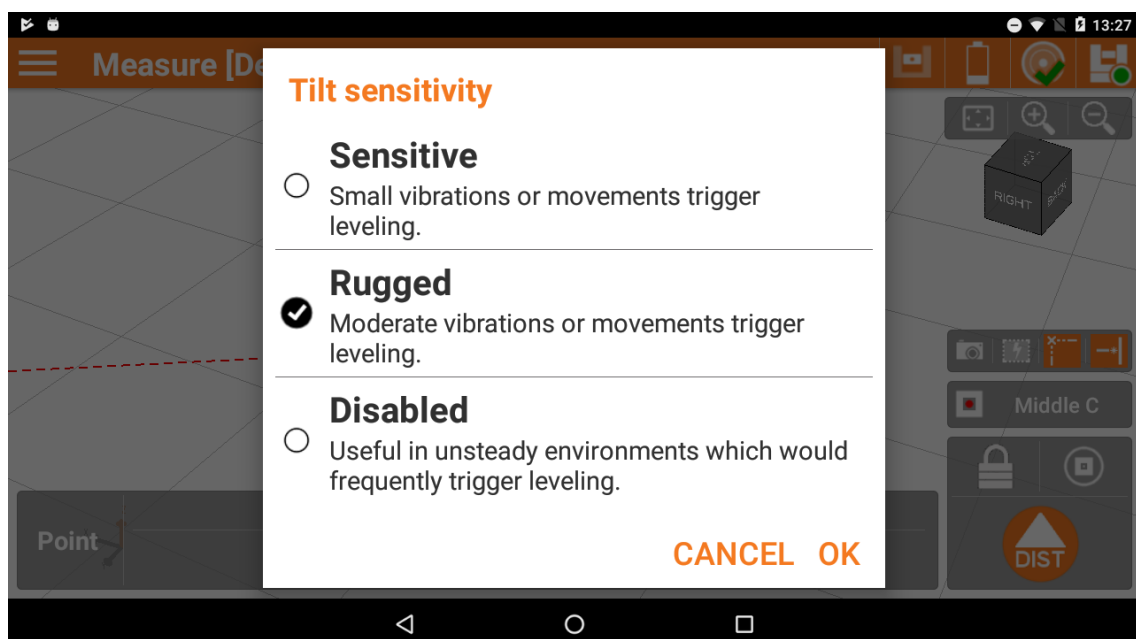 13:27
Measure [De
Tilt sensitivity
Sensitive
Small vibrations or movements trigger
leveling.
Rugged
Moderate vibrations or movements trigger
leveling.
Disabled
Useful in unsteady environments which would
frequently trigger leveling.
CANCEL OK
RIGHT
BACK
Middle C
Point
DIST